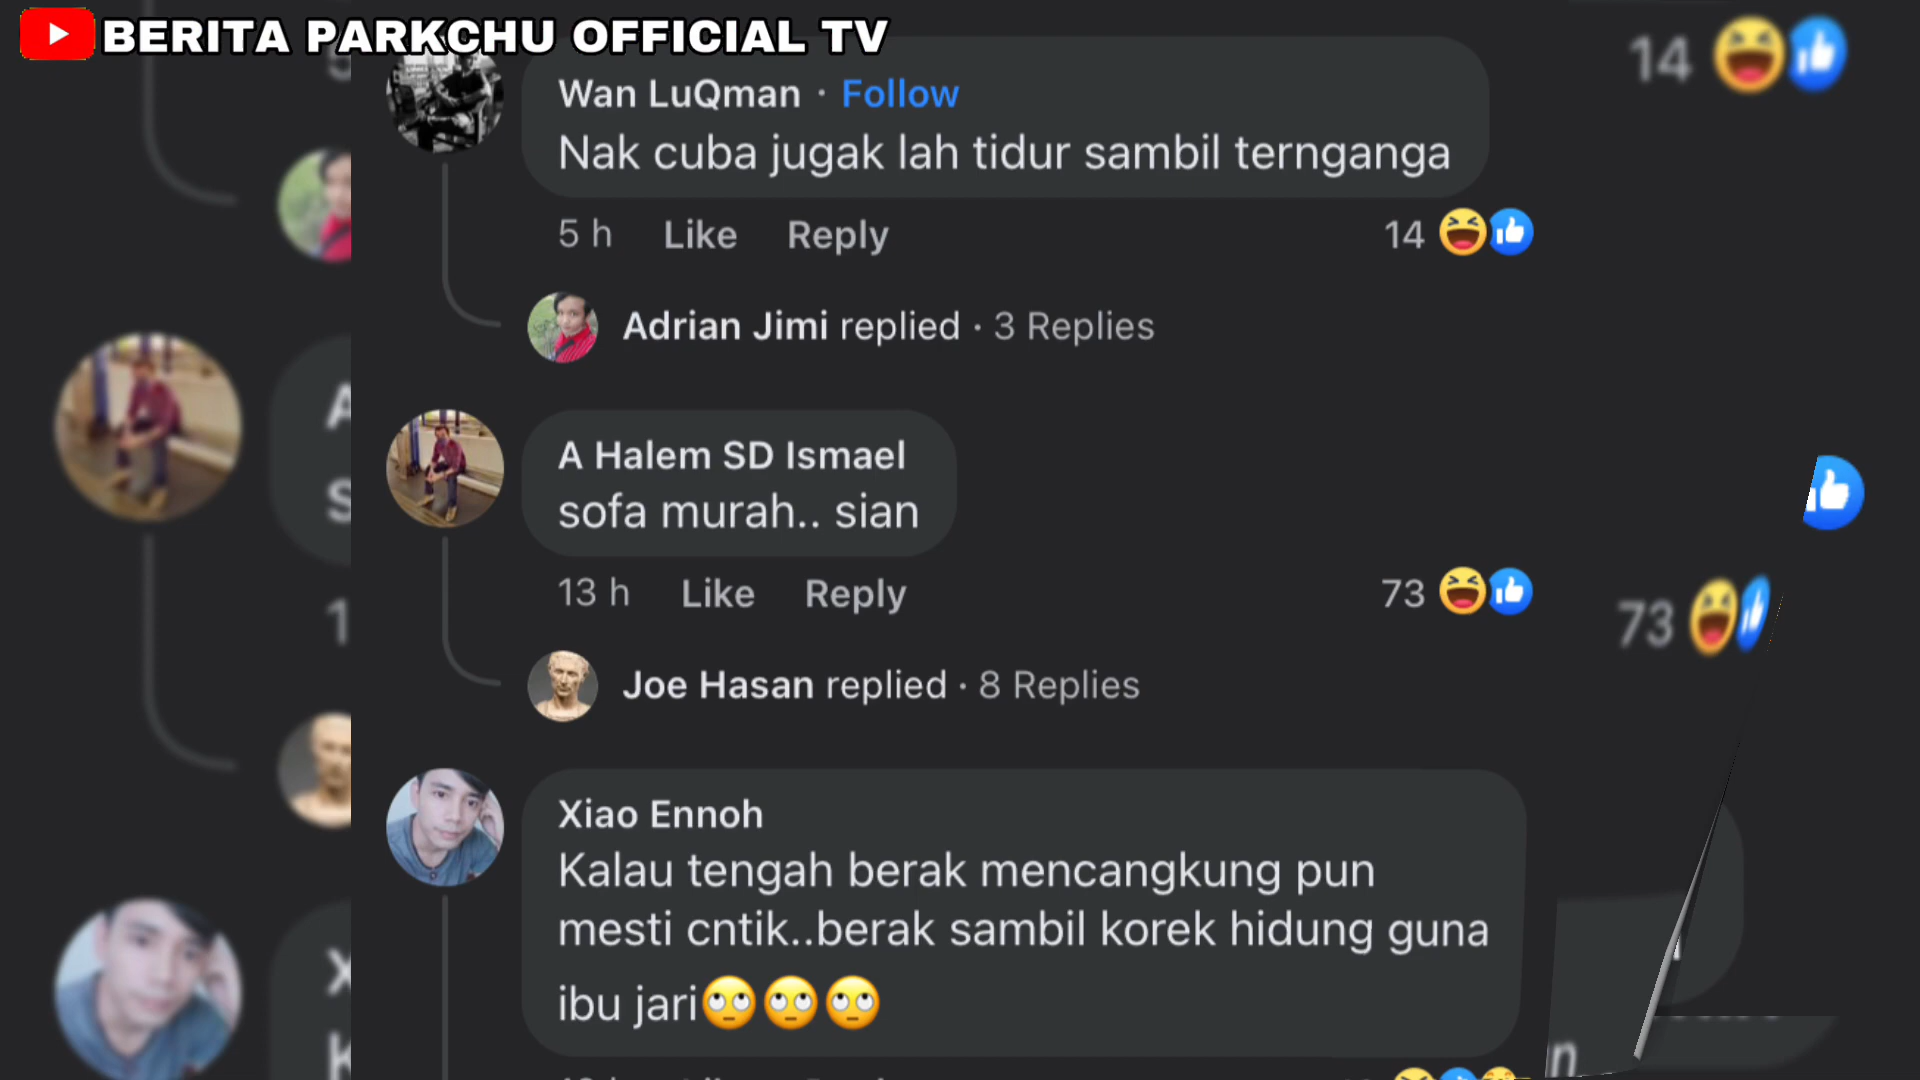 BERITA PARKCHU OFFICIAL TV
14
Wan LuQman · Follow
Nak cuba jugak lah tidur sambil ternganga
5 h Like Reply 14
Adrian Jimi replied · 3 Replies
A Halem SD Ismael
sofa murah.. sian
13 h Like Reply 73
73
Joe Hasan replied · 8 Replies
Xiao Ennoh
Kalau tengah berak mencangkung pun
mesti cntik..berak sambil korek hidung guna
ibu jari🙄🙄🙄